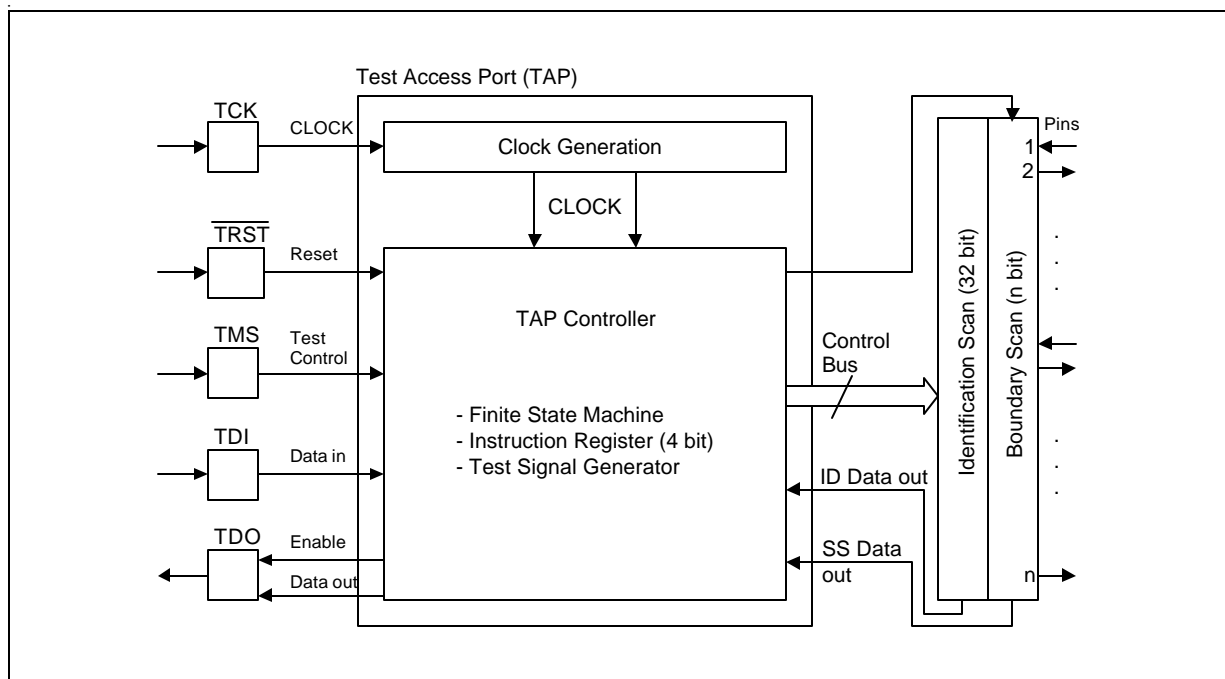 Test Access Port (TAP)
TCK
CLOCK
Clock Generation
CLOCK
TRST
Reset
TMS
Test
Control
TDI
Data in
TDO
Enable
Data out
TAP Controller
- Finite State Machine
- Instruction Register (4 bit)
- Test Signal Generator
Control
Bus
ID Data out
SS Data
out
Identification Scan (32 bit)
Boundary Scan (n bit)
Pins
1
2
.
.
.
.
.
.
n